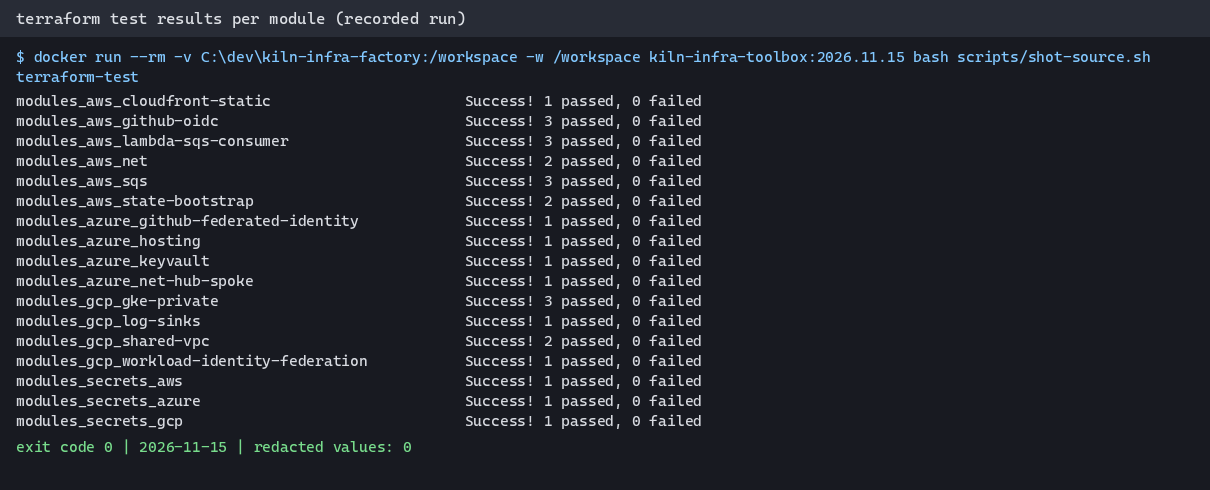 terraform test results per module (recorded run)
$ docker run --rm -v C:\dev\kiln-infra-factory:/workspace -w /workspace kiln-infra-toolbox:2026.11.15 bash scripts/shot-source.sh
terraform-test
modules_aws_cloudfront-static Success! 1 passed, 0 failed
modules_aws_github-oidc Success! 3 passed, 0 failed
modules_aws_lambda-sqs-consumer Success! 3 passed, 0 failed
modules_aws_net Success! 2 passed, 0 failed
modules_aws_sqs Success! 3 passed, 0 failed
modules_aws_state-bootstrap Success! 2 passed, 0 failed
modules_azure_github-federated-identity Success! 1 passed, 0 failed
modules_azure_hosting Success! 1 passed, 0 failed
modules_azure_keyvault Success! 1 passed, 0 failed
modules_azure_net-hub-spoke Success! 1 passed, 0 failed
modules_gcp_gke-private Success! 3 passed, 0 failed
modules_gcp_log-sinks Success! 1 passed, 0 failed
modules_gcp_shared-vpc Success! 2 passed, 0 failed
modules_gcp_workload-identity-federation Success! 1 passed, 0 failed
modules_secrets_aws Success! 1 passed, 0 failed
modules_secrets_azure Success! 1 passed, 0 failed
modules_secrets_gcp Success! 1 passed, 0 failed
exit code 0 | 2026-11-15 | redacted values: 0